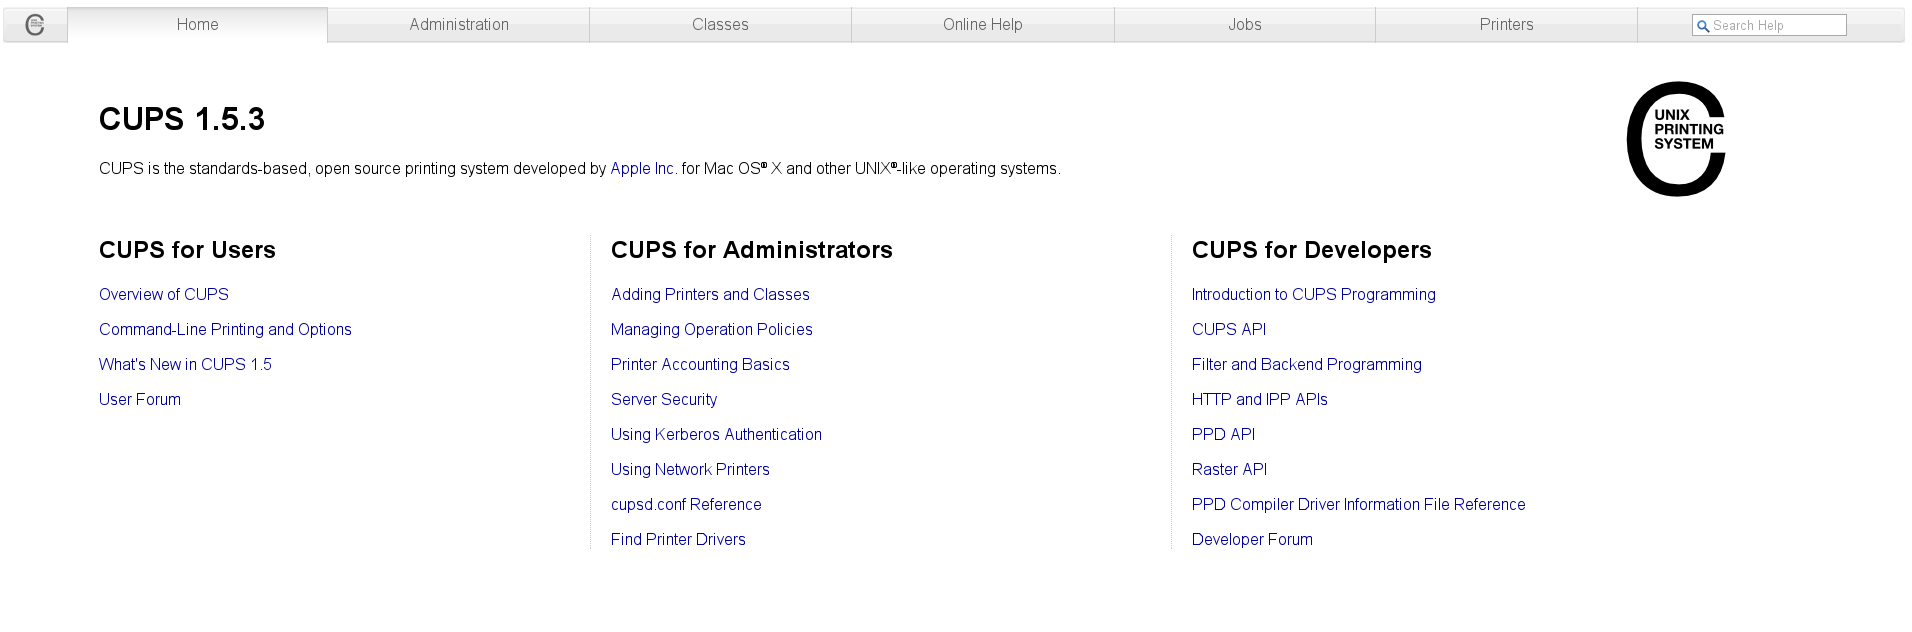 Home Administration Classes Online Help Jobs Printers Search Help
CUPS 1.5.3
UNIX
PRINTING
SYSTEM
CUPS is the standards-based, open source printing system developed by Apple Inc. for Mac OS® X and other UNIX®-like operating systems.
CUPS for Users
Overview of CUPS
Command-Line Printing and Options
What's New in CUPS 1.5
User Forum
CUPS for Administrators
Adding Printers and Classes
Managing Operation Policies
Printer Accounting Basics
Server Security
Using Kerberos Authentication
Using Network Printers
cupsd.conf Reference
Find Printer Drivers
CUPS for Developers
Introduction to CUPS Programming
CUPS API
Filter and Backend Programming
HTTP and IPP APIs
PPD API
Raster API
PPD Compiler Driver Information File Reference
Developer Forum